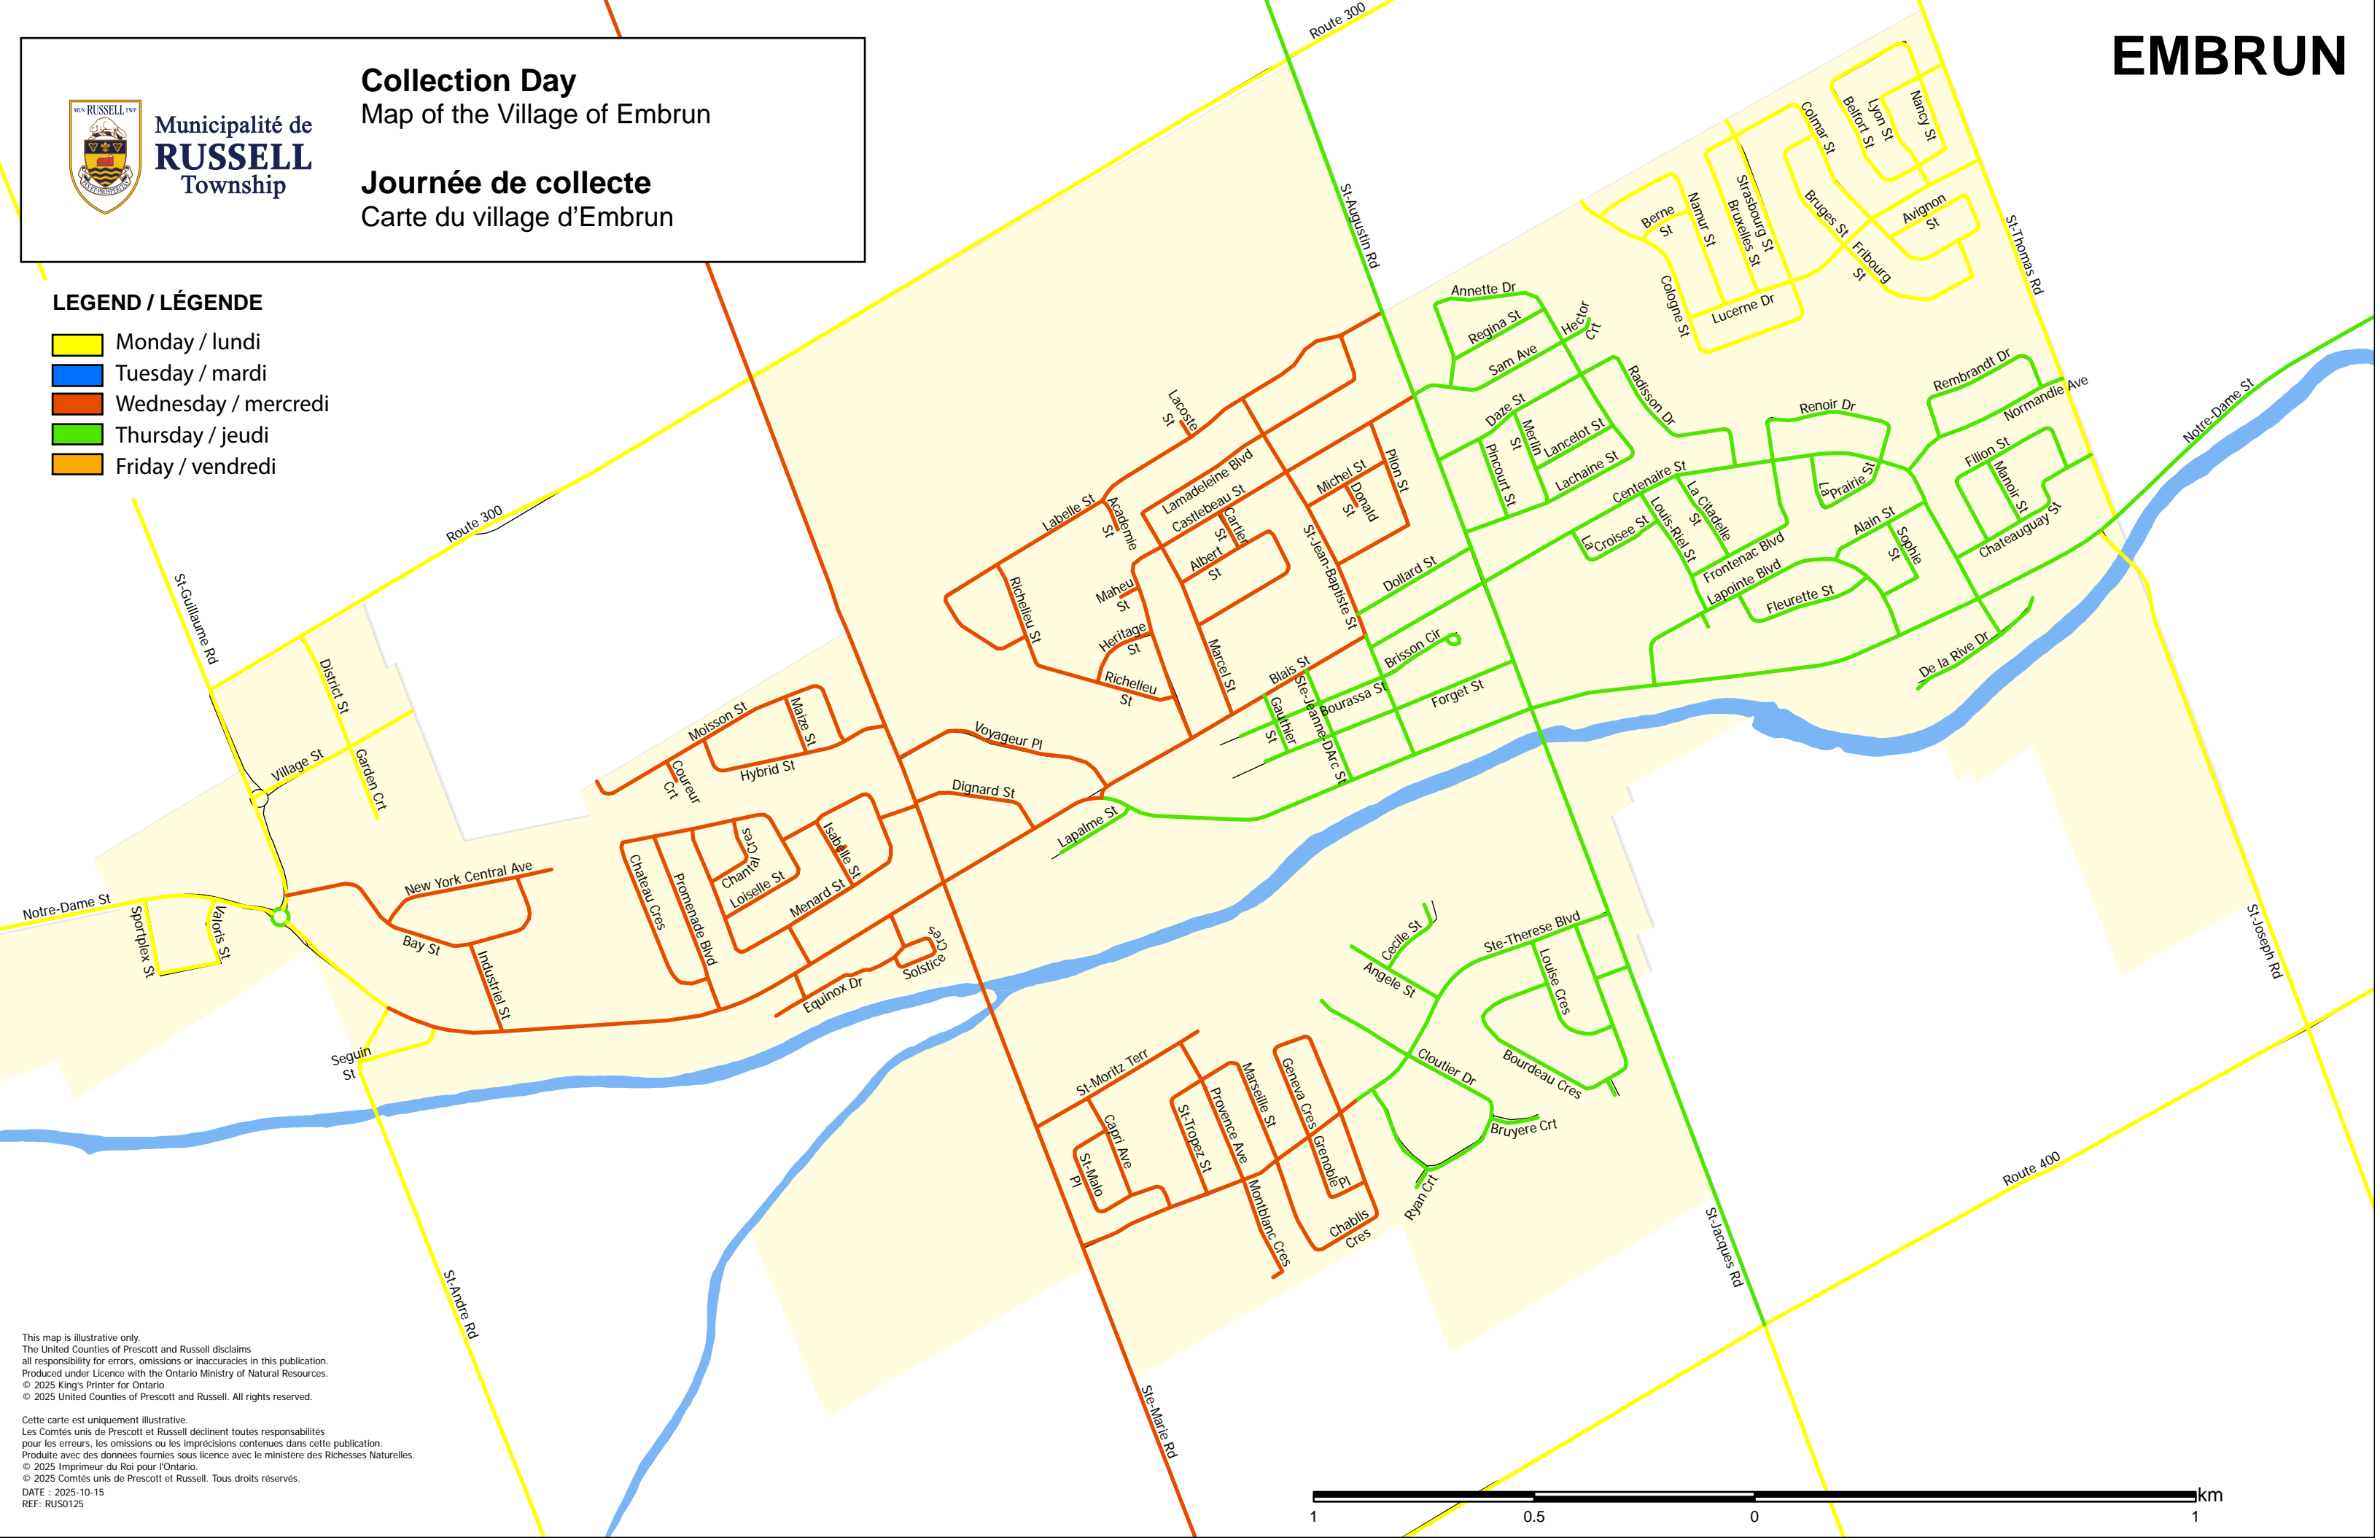 EMBRUN
Collection Day
Map of the Village of Embrun
Journée de collecte
Carte du village d'Embrun
MUN RUSSELL TWP
Municipalité de
RUSSELL
Township
LEGEND / LÉGENDE
Monday / lundi
Tuesday / mardi
Wednesday / mercredi
Thursday / jeudi
Friday / vendredi
Route 300
St-Augustin Rd
Colmar St
Belfort St
Lyon St
Nancy St
Strasbourg St
Bruxelles St
Namur St
Berne
St
Bruges St
Avignon
St
Fribourg
St
St-Thomas Rd
Cologne St
Lucerne Dr
Annette Dr
Regina St
Hector
Crt
Sam Ave
Radisson Dr
Daze St
Merlin
St
Lancelot St
Pincourt St
Lachaine St
Renoir Dr
Rembrandt Dr
Normandie Ave
Notre-Dame St
Filion St
Manoir St
Chateauguay St
La
Prairie St
Centenaire St
La Citadelle
St
Louis-Riel St
La
Croisee St
Frontenac Blvd
Lapointe Blvd
Alain St
Sophie
St
Fleurette St
De la Rive Dr
Lacoste
St
Lamadeleine Blvd
Castlebeau St
Labelle St
Academie
St
Cartier
St
Albert
St
Michel St
Donald
St
Pilon St
St-Jean-Baptiste St
Dollard St
Richelieu St
Maheu
St
Heritage
St
Richelieu
St
Marcel St
Blais St
Brisson Cir
Bourassa St
Gauthier
St
Ste-Jeanne-DArc St
Forget St
Route 300
St-Guillaume Rd
District St
Village St
Garden Crt
Moisson St
Maize St
Hybrid St
Coureur
Crt
Voyageur Pl
Dignard St
Lapalme St
Chateau Cres
Promenade Blvd
Chantal Cres
Loiselle St
Isabelle St
Menard St
Equinox Dr
Solstice
Cres
New York Central Ave
Bay St
Industriel St
Notre-Dame St
Sportplex St
Valoris St
Seguin
St
St-Andre Rd
Cecile St
Angele St
Ste-Therese Blvd
Louise Cres
Bourdeau Cres
Cloutier Dr
Bruyere Crt
Ryan Crt
St-Moritz Terr
Capri Ave
St-Malo
Pl
St-Tropez St
Provence Ave
Marseille St
Geneva Cres
Grenoble
Pl
Montblanc Cres
Chablis
Cres
St-Joseph Rd
Route 400
St-Jacques Rd
Ste-Marie Rd
This map is illustrative only.
The United Counties of Prescott and Russell disclaims
all responsibility for errors, omissions or inaccuracies in this publication.
Produced under Licence with the Ontario Ministry of Natural Resources.
© 2025 King's Printer for Ontario
© 2025 United Counties of Prescott and Russell. All rights reserved.
Cette carte est uniquement illustrative.
Les Comtés unis de Prescott et Russell déclinent toutes responsabilités
pour les erreurs, les omissions ou les imprécisions contenues dans cette publication.
Produite avec des données fournies sous licence avec le ministère des Richesses Naturelles.
© 2025 Imprimeur du Roi pour l'Ontario.
© 2025 Comtés unis de Prescott et Russell. Tous droits réservés.
DATE : 2025-10-15
REF: RUS0125
km
1 0.5 0 1